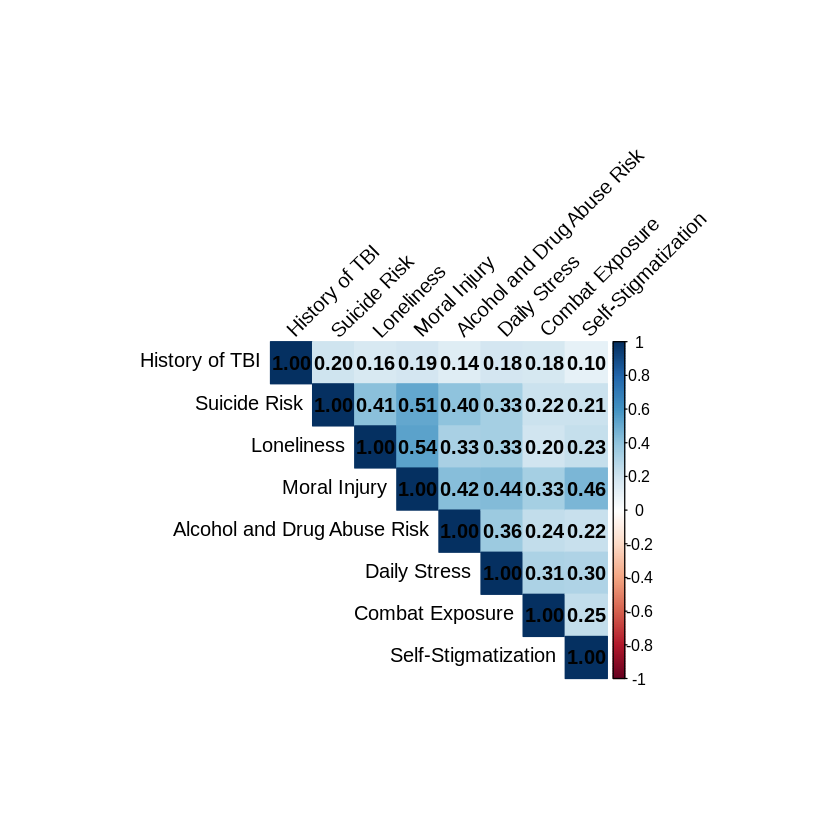 History of TBI
Suicide Risk
Loneliness
Moral Injury
Alcohol and Drug Abuse Risk
Daily Stress
Combat Exposure
Self-Stigmatization
History of TBI 1.00 0.20 0.16 0.19 0.14 0.18 0.18 0.10
Suicide Risk 1.00 0.41 0.51 0.40 0.33 0.22 0.21
Loneliness 1.00 0.54 0.33 0.33 0.20 0.23
Moral Injury 1.00 0.42 0.44 0.33 0.46
Alcohol and Drug Abuse Risk 1.00 0.36 0.24 0.22
Daily Stress 1.00 0.31 0.30
Combat Exposure 1.00 0.25
Self-Stigmatization 1.00
1
0.8
0.6
0.4
0.2
0
-0.2
-0.4
-0.6
-0.8
-1